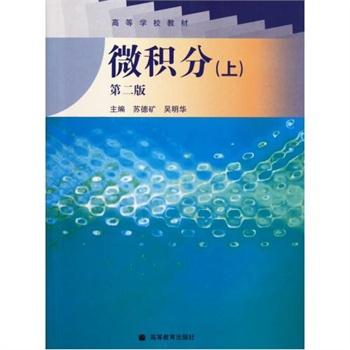 高等学校教材
微积分(上)
第二版
主编 苏德矿 吴明华
高等教育出版社